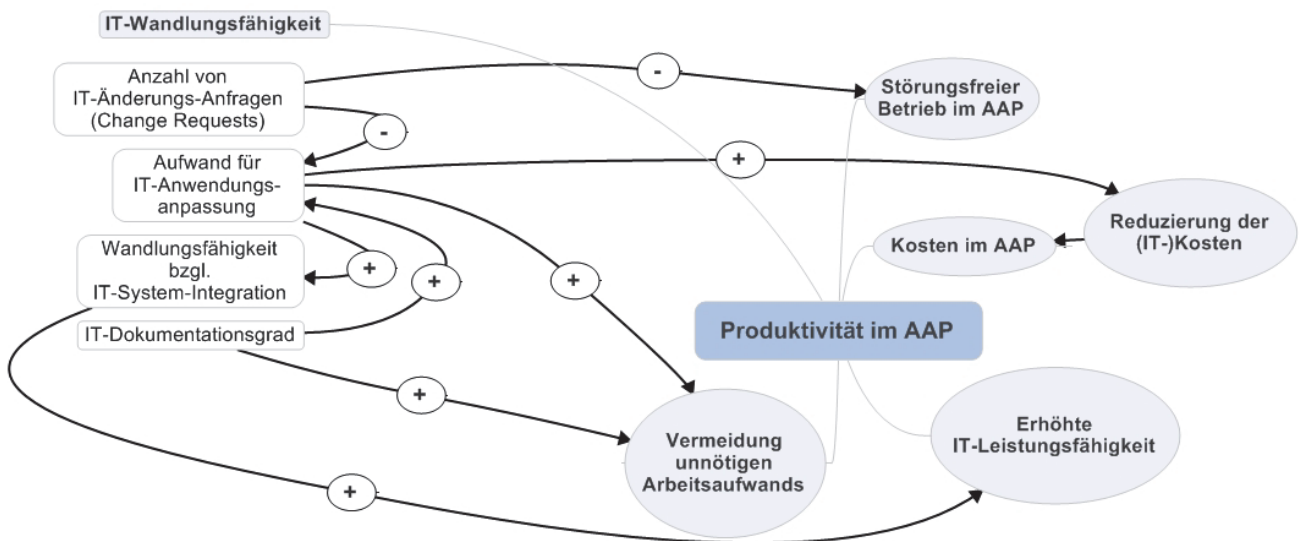 IT-Wandlungsfähigkeit
Anzahl von
IT-Änderungs-Anfragen
(Change Requests)
-
Störungsfreier
Betrieb im AAP
-
Aufwand für
IT-Anwendungs-
anpassung
+
Reduzierung der
(IT-)Kosten
Kosten im AAP
Wandlungsfähigkeit
bzgl.
IT-System-Integration
+
+
+
IT-Dokumentationsgrad
Produktivität im AAP
+
Vermeidung
unnötigen
Arbeitsaufwands
Erhöhte
IT-Leistungsfähigkeit
+